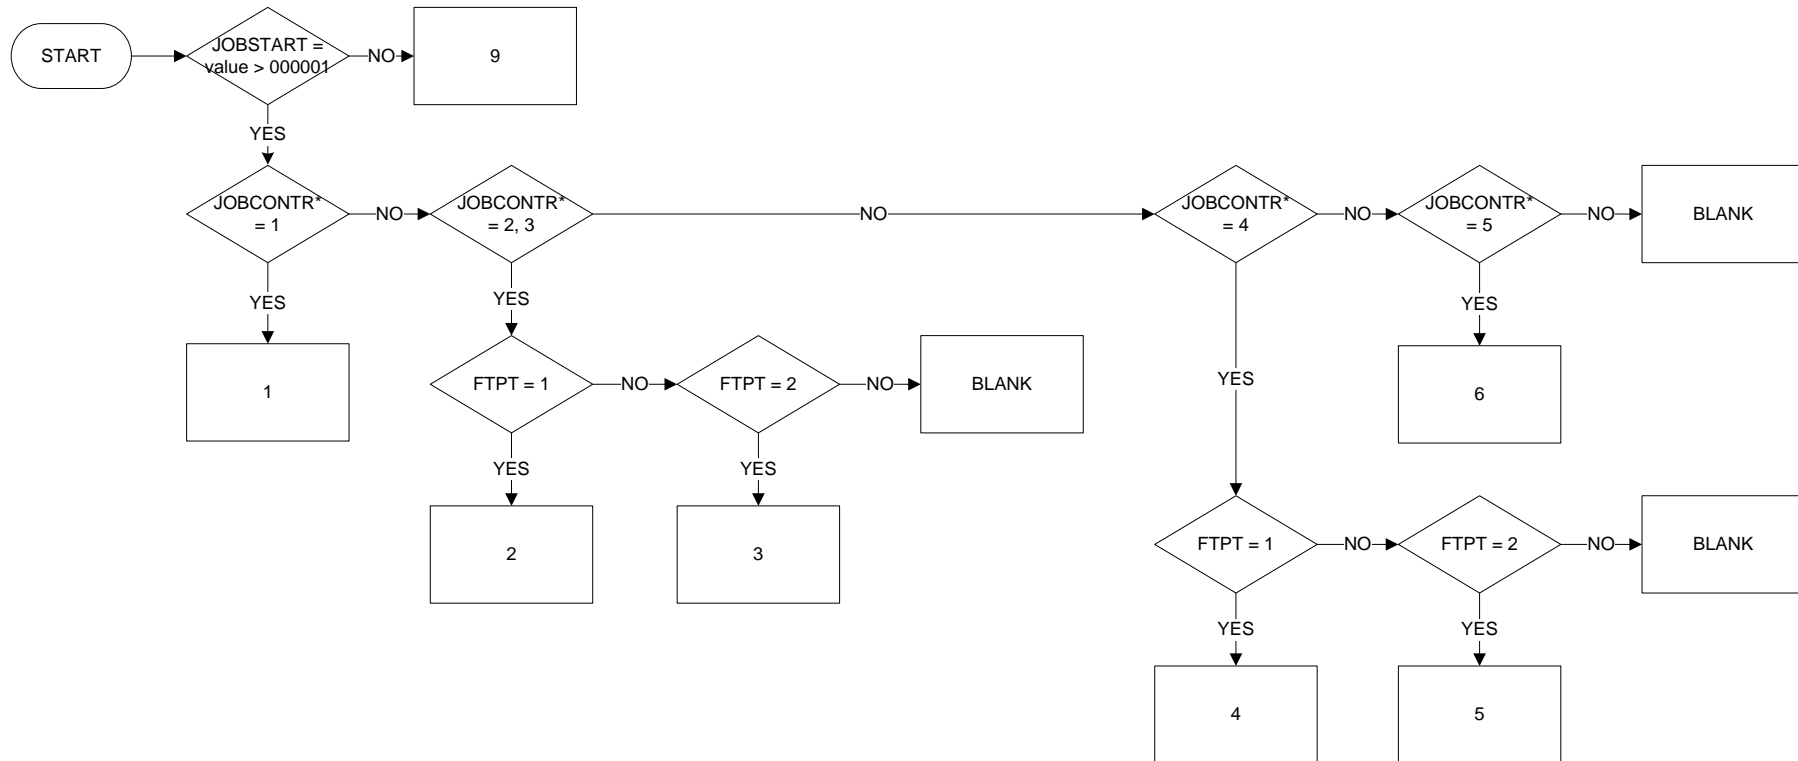 START
JOBSTART =
value > 000001
NO
9
YES
JOBCONTR*
= 1
NO
JOBCONTR*
= 2, 3
NO
JOBCONTR*
= 4
NO
JOBCONTR*
= 5
NO
BLANK
YES
YES
YES
1
FTPT = 1
NO
FTPT = 2
NO
BLANK
YES
6
YES
YES
2
3
FTPT = 1
NO
FTPT = 2
NO
BLANK
YES
YES
4
5